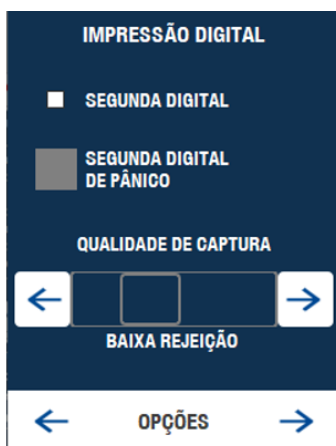 IMPRESSÃO DIGITAL
SEGUNDA DIGITAL
SEGUNDA DIGITAL
DE PÂNICO
QUALIDADE DE CAPTURA
BAIXA REJEIÇÃO
OPÇÕES